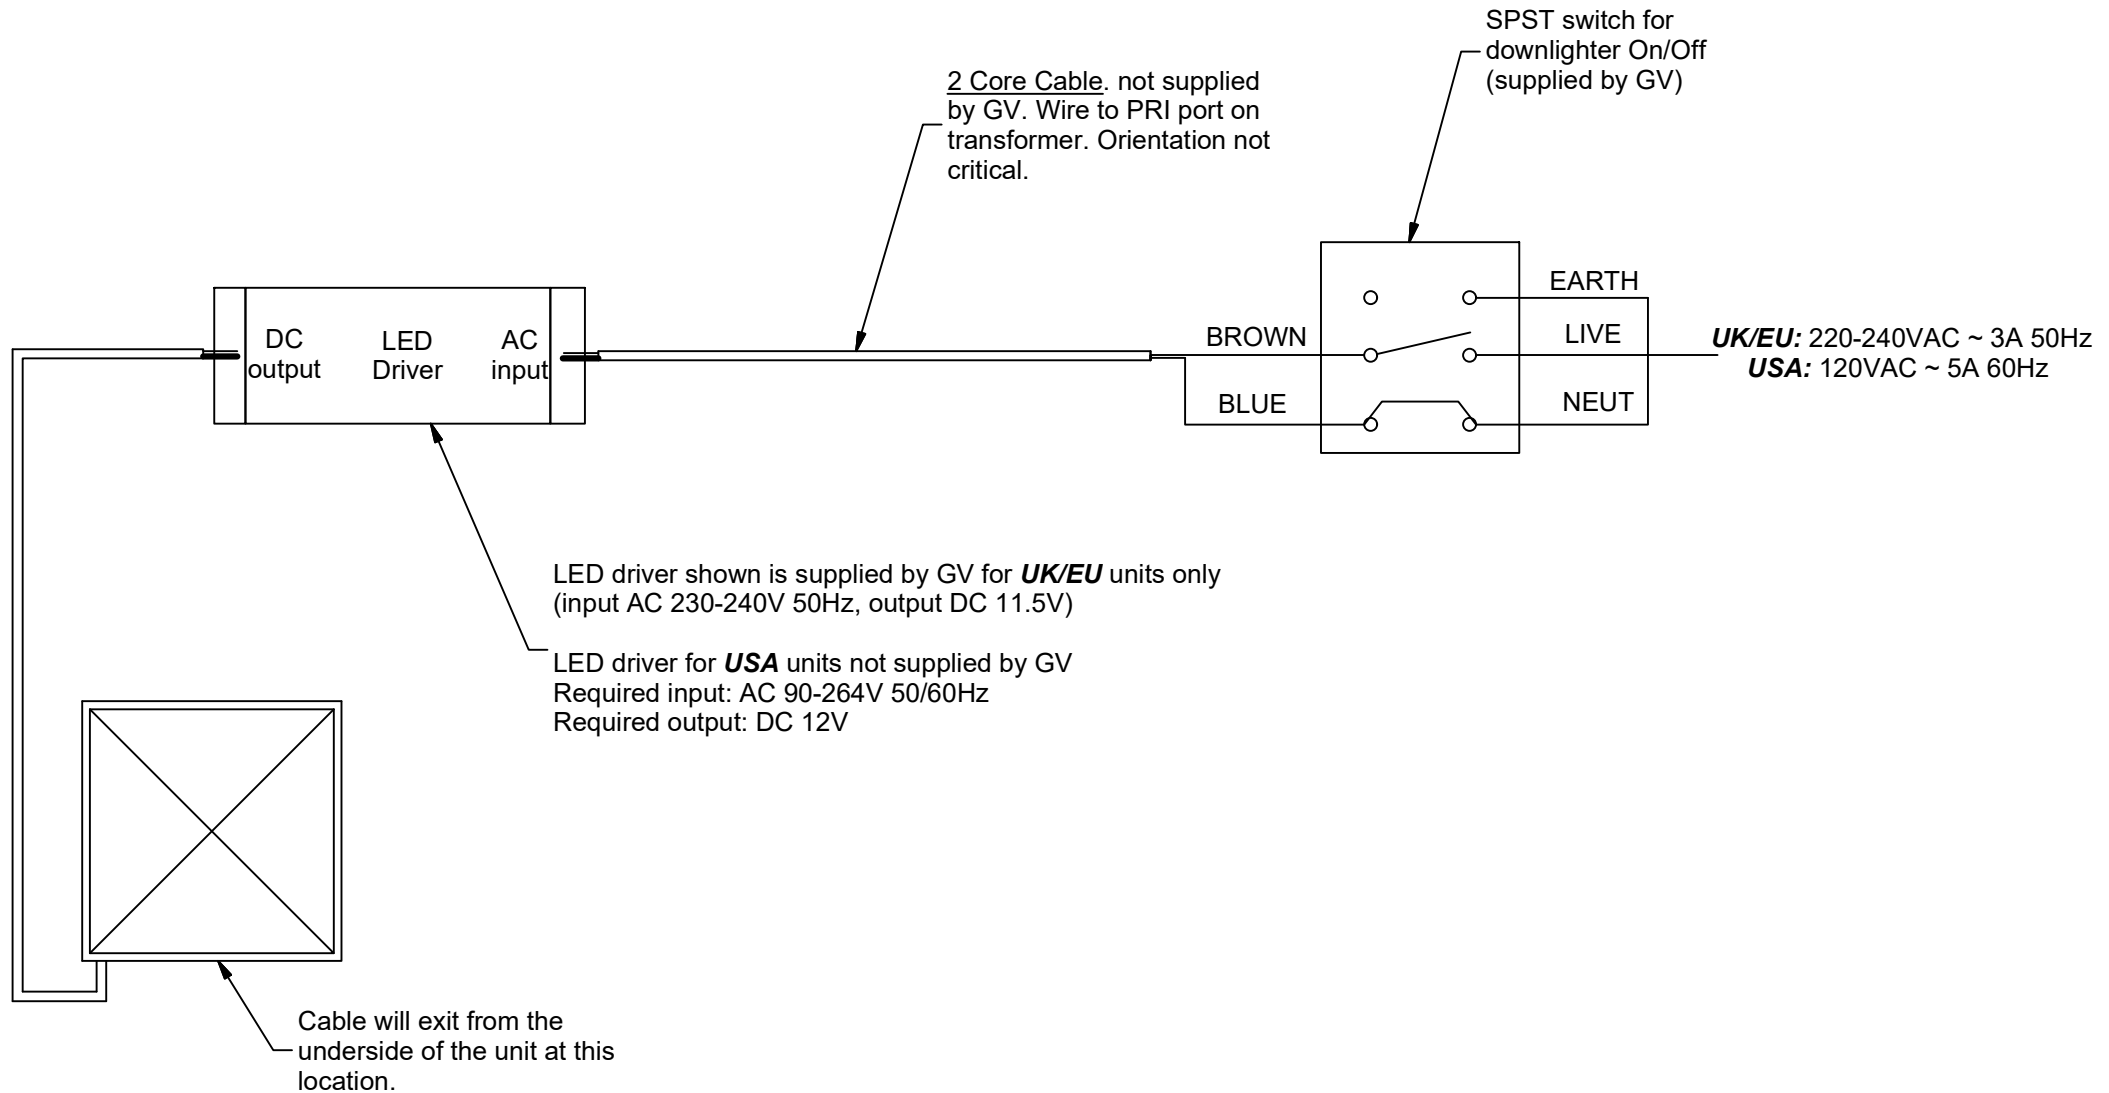 SPST switch for
downlighter On/Off
(supplied by GV)
2 Core Cable. not supplied
by GV. Wire to PRI port on
transformer. Orientation not
critical.
EARTH
BROWN
LIVE
UK/EU: 220-240VAC ~ 3A 50Hz
USA: 120VAC ~ 5A 60Hz
BLUE
NEUT
DC
output
LED
Driver
AC
input
LED driver shown is supplied by GV for UK/EU units only
(input AC 230-240V 50Hz, output DC 11.5V)
LED driver for USA units not supplied by GV
Required input: AC 90-264V 50/60Hz
Required output: DC 12V
Cable will exit from the
underside of the unit at this
location.